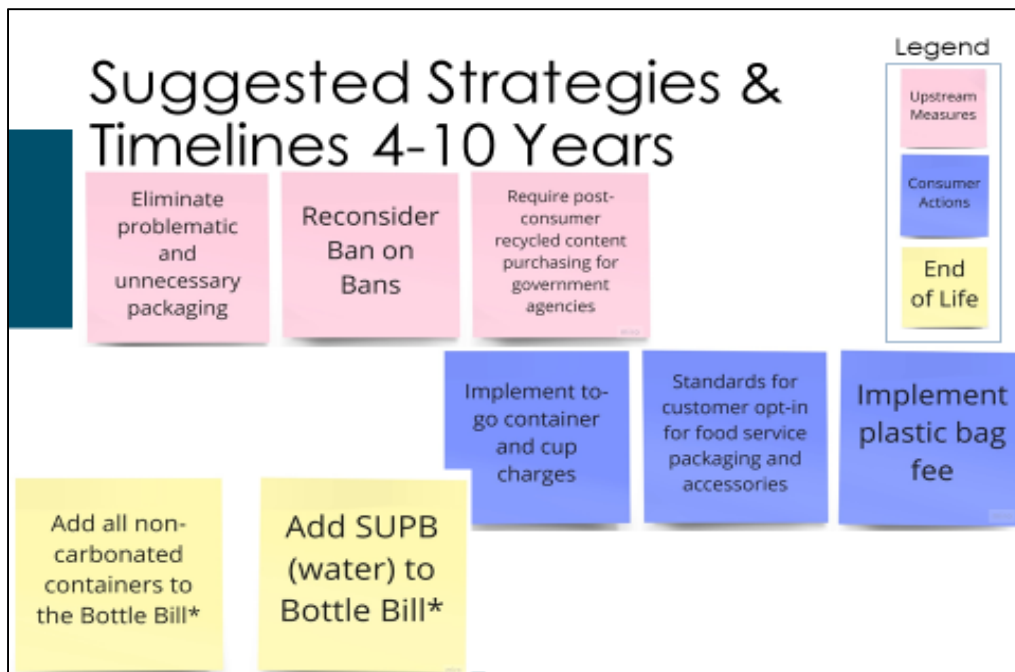 Suggested Strategies &
Timelines 4-10 Years
Legend
Upstream
Measures
Consumer
Actions
End
of Life
Eliminate
problematic
and
unnecessary
packaging
Reconsider
Ban on
Bans
Require post-
consumer
recycled content
purchasing for
government
agencies
Implement to-
go container
and cup
charges
Standards for
customer opt-in
for food service
packaging and
accessories
Implement
plastic bag
fee
Add all non-
carbonated
containers to
the Bottle Bill*
Add SUPB
(water) to
Bottle Bill*